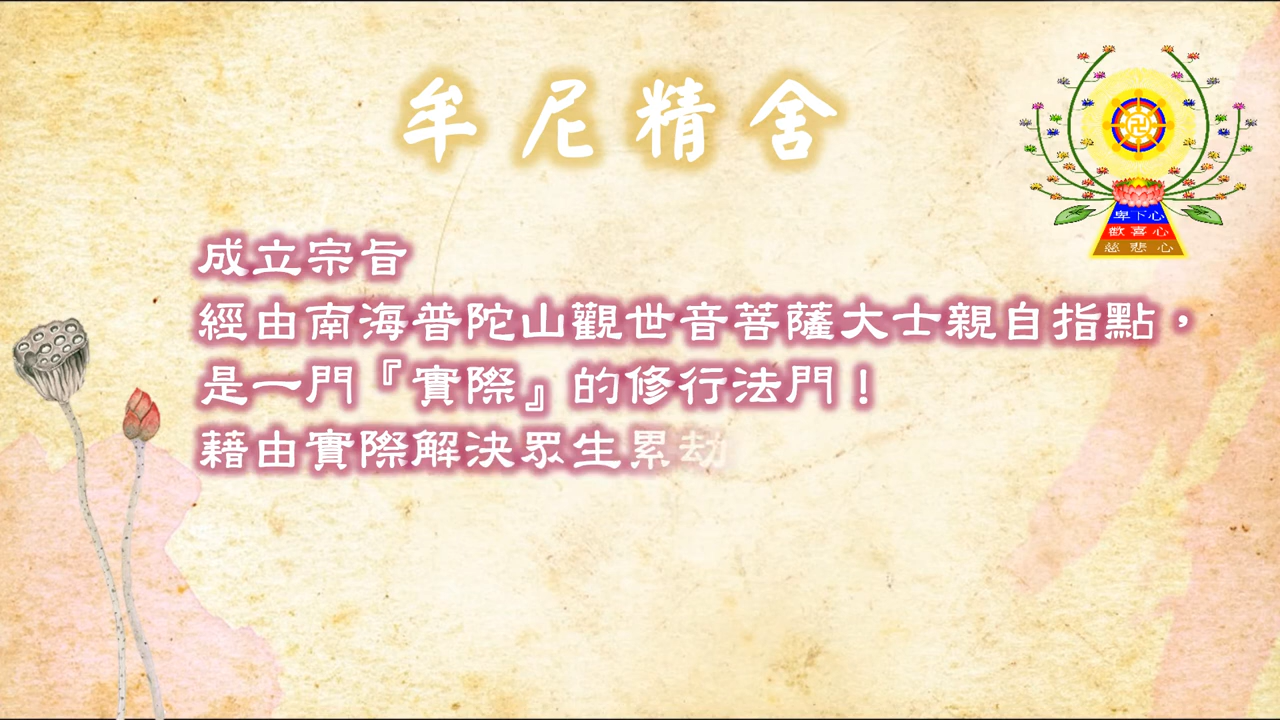 牟尼精舍
卍
卑下心
歡喜心
慈悲心
成立宗旨
經由南海普陀山觀世音菩薩大士親自指點，
是一門『實際』的修行法門！
藉由實際解決眾生累劫